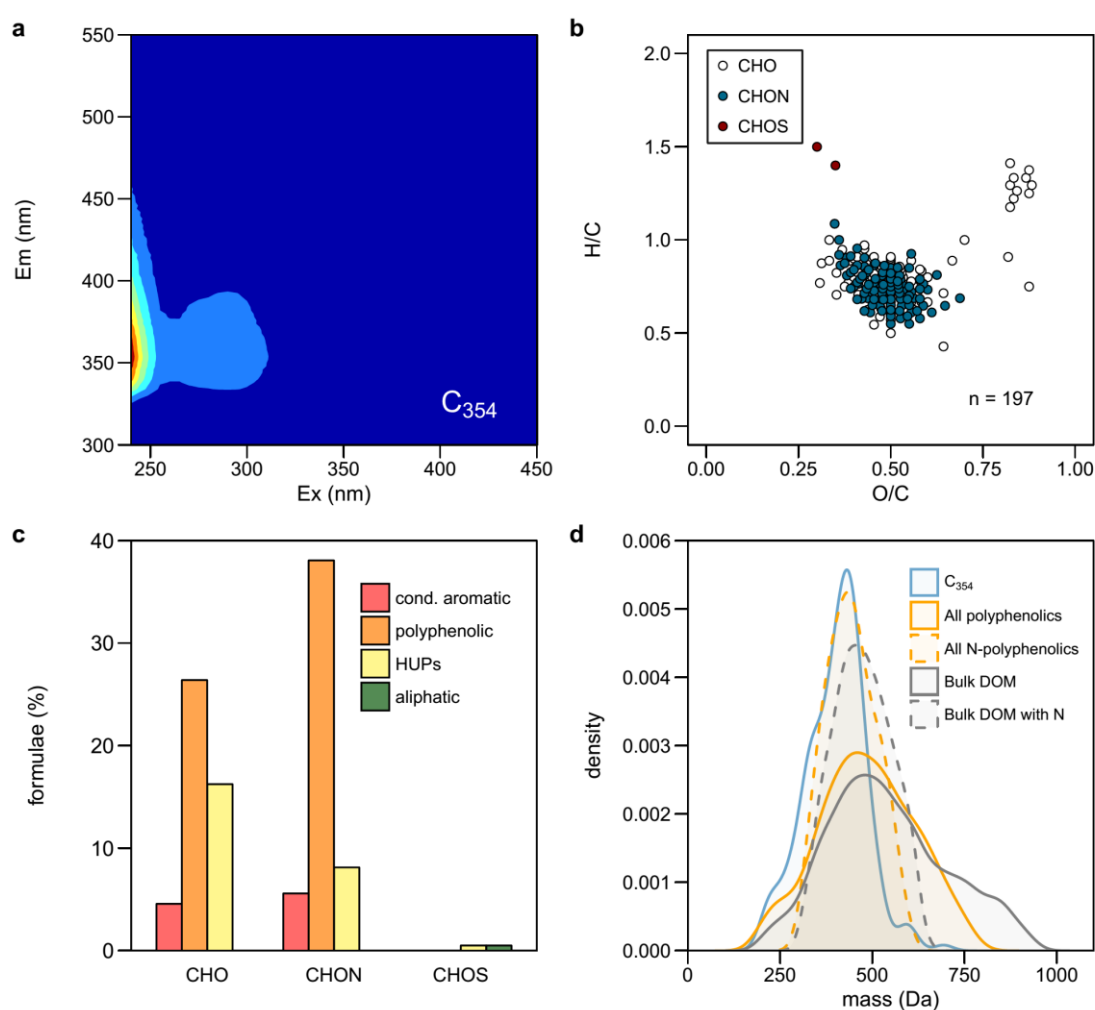 a
550
500
450
400
350
300
Em (nm)
C354
250
300
350
400
450
Ex (nm)
b
2.0
1.5
1.0
0.5
0.0
H/C
CHO
CHON
CHOS
n = 197
0.00
0.25
0.50
0.75
1.00
O/C
c
40
30
20
10
0
formulae (%)
cond. aromatic
polyphenolic
HUPs
aliphatic
CHO
CHON
CHOS
d
0.006
0.005
0.004
0.003
0.002
0.001
0.000
density
C354
All polyphenolics
All N-polyphenolics
Bulk DOM
Bulk DOM with N
0
250
500
750
1000
mass (Da)